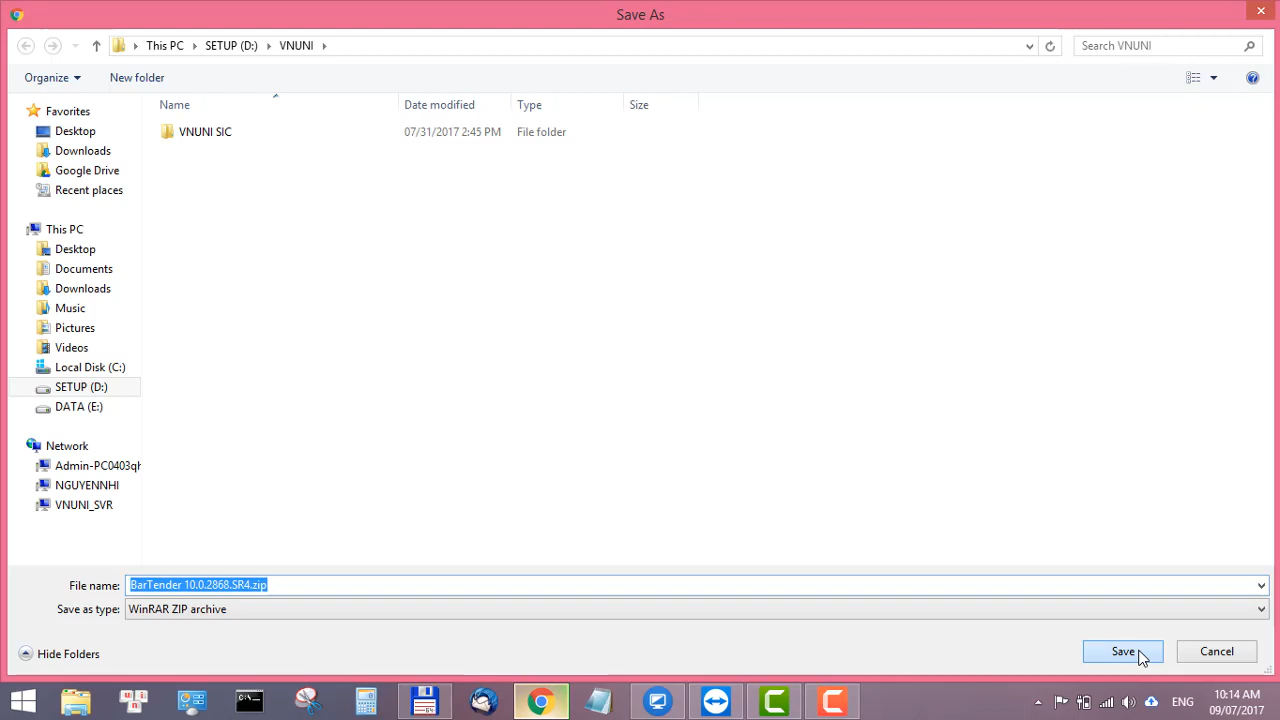 Save As
This PC
SETUP (D:)
VNUNI
Search VNUNI
Organize
New folder
Name
Date modified
Type
Size
VNUNI SIC
07/31/2017 2:45 PM
File folder
Favorites
Desktop
Downloads
Google Drive
Recent places
This PC
Desktop
Documents
Downloads
Music
Pictures
Videos
Local Disk (C:)
SETUP (D:)
DATA (E:)
Network
Admin-PC0403qh
NGUYENNHI
VNUNI_SVR
File name:
BarTender 10.0.2868.SR4.zip
Save as type:
WinRAR ZIP archive
Hide Folders
Save
Cancel
ENG
10:14 AM
09/07/2017